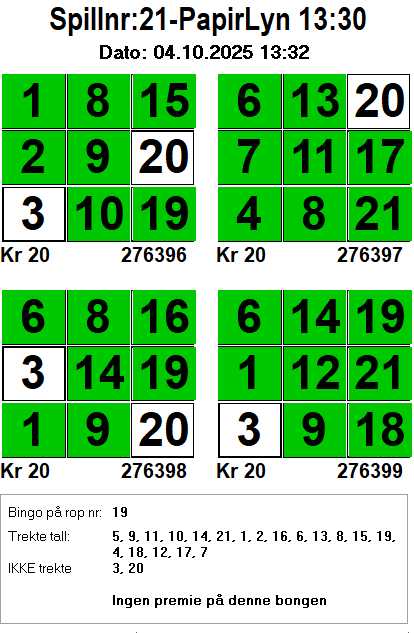 Spillnr:21-PapirLyn 13:30
Dato: 04.10.2025 13:32
1 8 15 6 13 20
2 9 20 7 11 17
3 10 19 4 8 21
Kr 20 276396 Kr 20 276397
6 8 16 6 14 19
3 14 19 1 12 21
1 9 20 3 9 18
Kr 20 276398 Kr 20 276399
Bingo på rop nr: 19
Trekte tall: 5, 9, 11, 10, 14, 21, 1, 2, 16, 6, 13, 8, 15, 19,
4, 18, 12, 17, 7
IKKE trekte 3, 20
Ingen premie på denne bongen